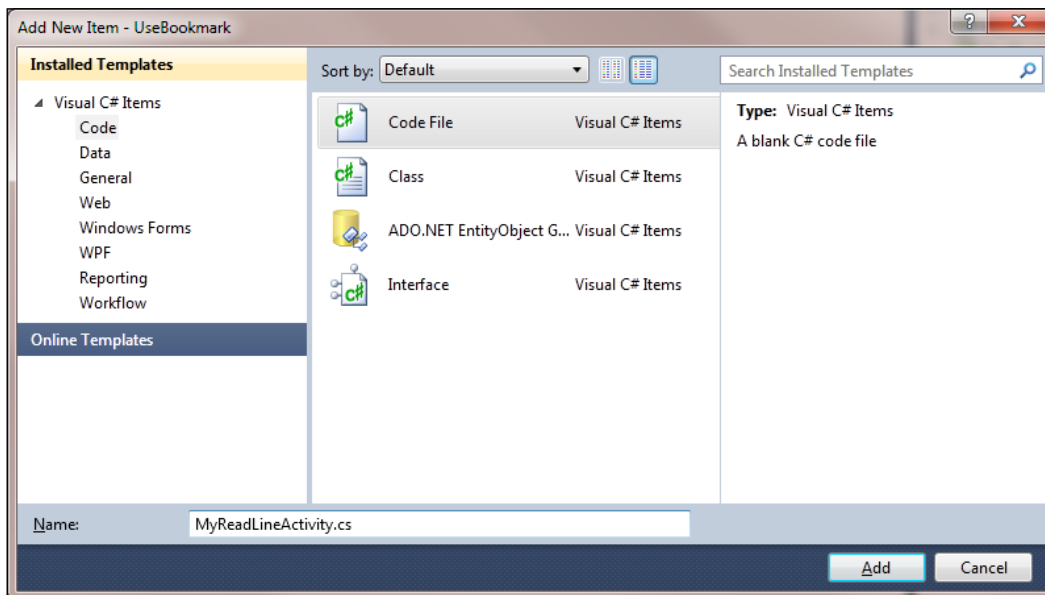 Add New Item - UseBookmark
Installed Templates
Visual C# Items
Code
Data
General
Web
Windows Forms
WPF
Reporting
Workflow
Online Templates
Sort by: Default
Code File Visual C# Items
Class Visual C# Items
ADO.NET EntityObject G... Visual C# Items
Interface Visual C# Items
Search Installed Templates
Type: Visual C# Items
A blank C# code file
Name: MyReadLineActivity.cs
Add Cancel